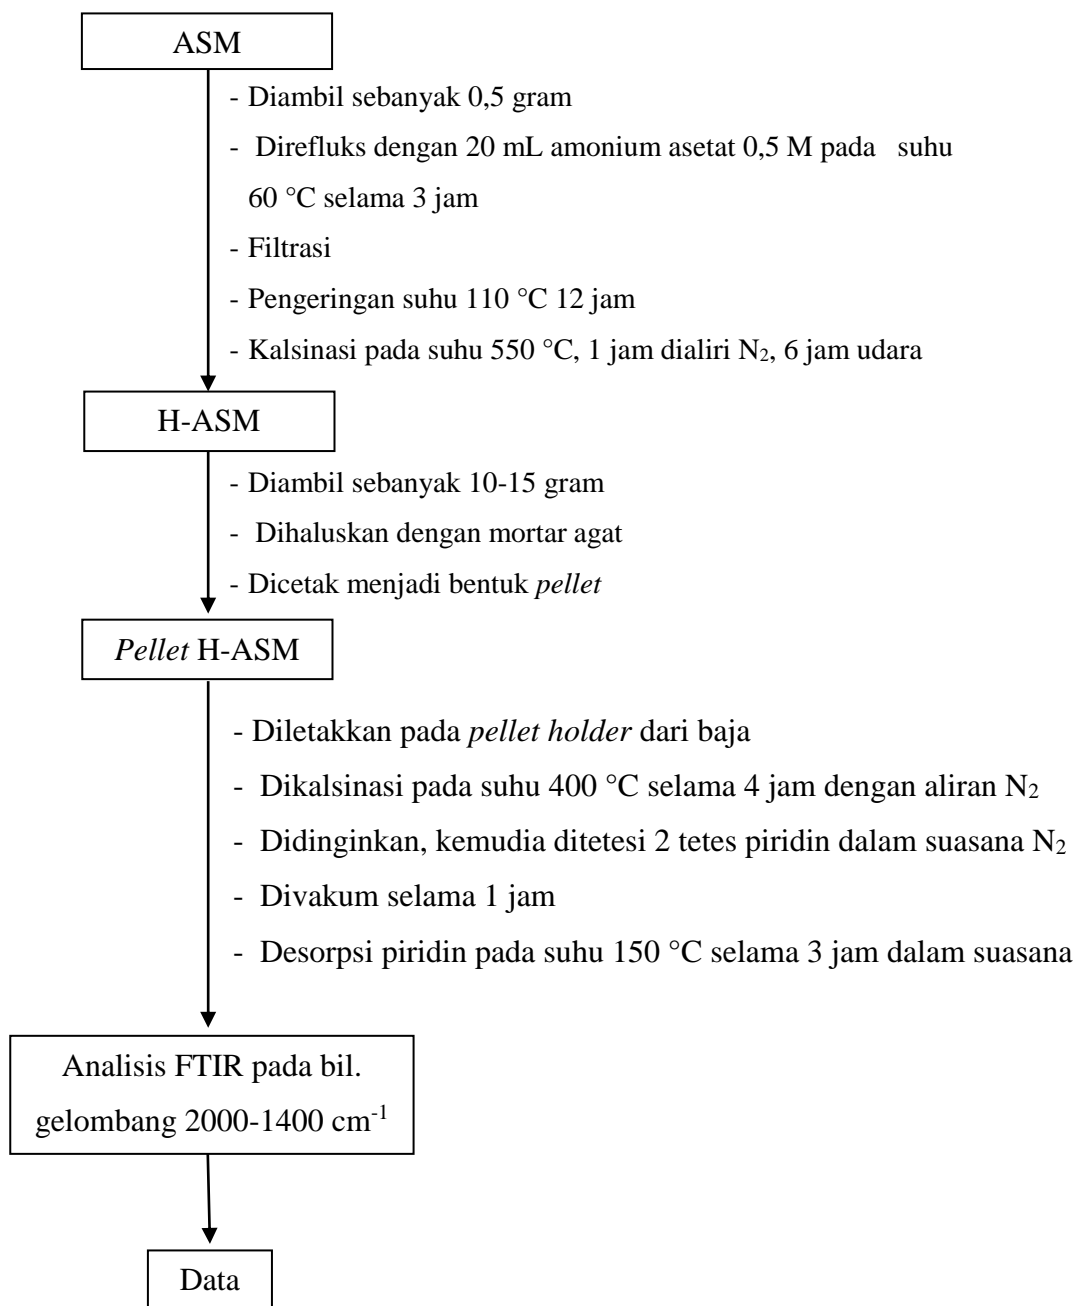 ASM
- Diambil sebanyak 0,5 gram
- Direfluks dengan 20 mL amonium asetat 0,5 M pada suhu
60 °C selama 3 jam
- Filtrasi
- Pengeringan suhu 110 °C 12 jam
- Kalsinasi pada suhu 550 °C, 1 jam dialiri N₂, 6 jam udara
H-ASM
- Diambil sebanyak 10-15 gram
- Dihaluskan dengan mortar agat
- Dicetak menjadi bentuk pellet
Pellet H-ASM
- Diletakkan pada pellet holder dari baja
- Dikalsinasi pada suhu 400 °C selama 4 jam dengan aliran N₂
- Didinginkan, kemudia ditetesi 2 tetes piridin dalam suasana N₂
- Divakum selama 1 jam
- Desorpsi piridin pada suhu 150 °C selama 3 jam dalam suasana
Analisis FTIR pada bil.
gelombang 2000-1400 cm⁻¹
Data